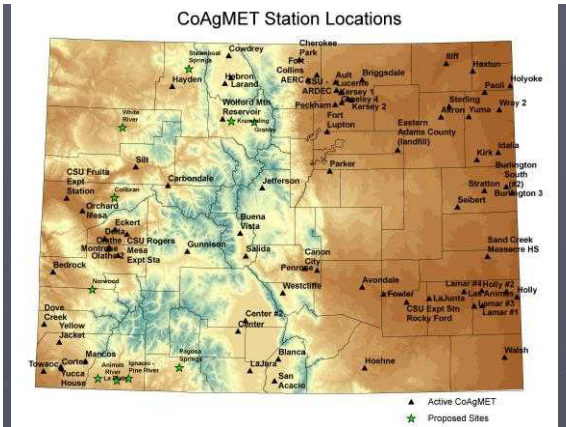 CoAgMET Station Locations
Cowdrey
Cherokee
Park
Steamboat
Springs
Fort
Collins
AERC
CSU -
ARDEC
Ault
Lucerne
Kersey 1
Greeley 4
Kersey 2
Briggsdale
Peckham
Iliff
Haxtun
Holyoke
Paoli
Hayden
Hebron
Larand
Wolford Mtn
Reservoir
Kremmling
Granby
White
River
Fort
Lupton
Sterling
Akron
Yuma
Wray 2
Eastern
Adams County
(landfill)
Idalia
Kirk
Burlington
South
(#2)
Stratton
Burlington 3
Silt
Carbondale
Parker
Jefferson
CSU Fruita
Expt
Station
Collbran
Orchard
Mesa
Seibert
Eckert
Delta
Olathe
Montrose
Olathe 2
CSU Rogers
Mesa
Expt Sta
Buena
Vista
Gunnison
Salida
Sand Creek
Massacre HS
Bedrock
Canon
City
Penrose
Norwood
Westcliffe
Avondale
Fowler
LaJunta
CSU Expt Stn
Rocky Ford
Lamar #4
Las Animas
Holly #2
Holly
Lamar #3
Lamar #1
Dove
Creek
Yellow
Jacket
Center #2
Center
Towaoc
Cortez
Yucca
House
Mancos
Animas
River
La Plata
Ignacio -
Pine River
Pagosa
Springs
LaJara
Blanca
San
Acacio
Hoehne
Walsh
Active CoAgMET
Proposed Sites